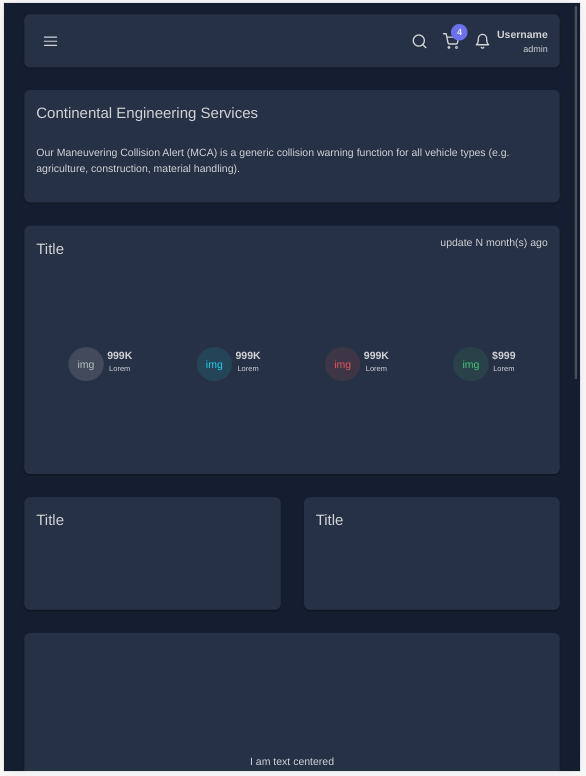 4
Username
admin
Continental Engineering Services
Our Maneuvering Collision Alert (MCA) is a generic collision warning function for all vehicle types (e.g.
agriculture, construction, material handling).
Title
update N month(s) ago
img
999K
Lorem
img
999K
Lorem
img
999K
Lorem
img
$999
Lorem
Title
Title
I am text centered